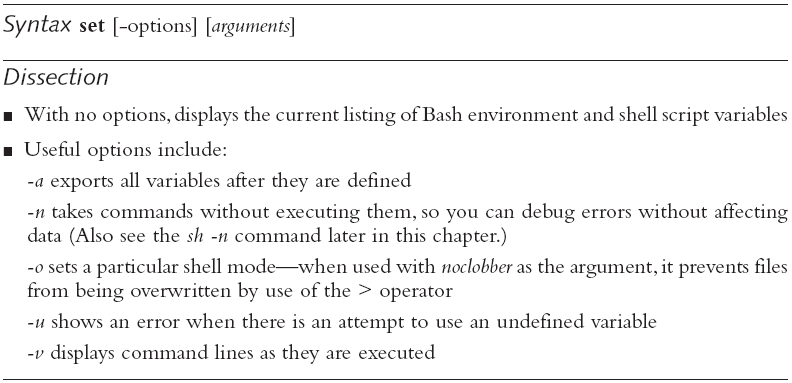 Syntax set [-options] [arguments]
Dissection
■ With no options, displays the current listing of Bash environment and shell script variables
■ Useful options include:
-a exports all variables after they are defined
-n takes commands without executing them, so you can debug errors without affecting
data (Also see the sh -n command later in this chapter.)
-o sets a particular shell mode—when used with noclobber as the argument, it prevents files
from being overwritten by use of the > operator
-u shows an error when there is an attempt to use an undefined variable
-v displays command lines as they are executed